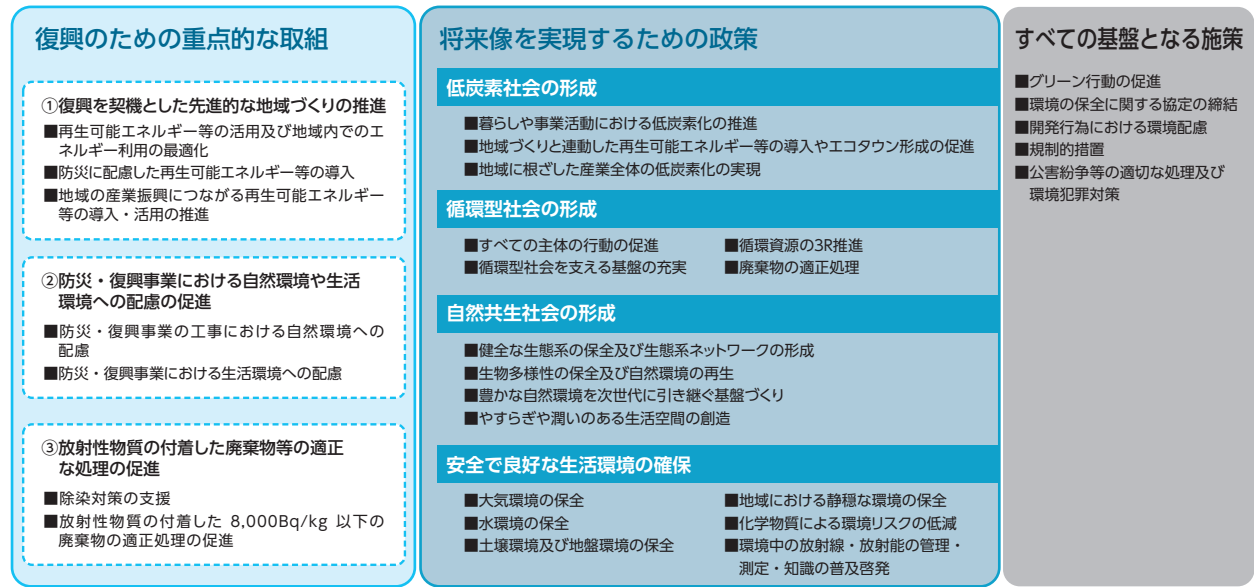 復興のための重点的な取組
①復興を契機とした先進的な地域づくりの推進
■再生可能エネルギー等の活用及び地域内でのエ
ネルギー利用の最適化
■防災に配慮した再生可能エネルギー等の導入
■地域の産業振興につながる再生可能エネルギー
等の導入・活用の推進
②防災・復興事業における自然環境や生活
環境への配慮の促進
■防災・復興事業の工事における自然環境への
配慮
■防災・復興事業における生活環境への配慮
③放射性物質の付着した廃棄物等の適正
な処理の促進
■除染対策の支援
■放射性物質の付着した 8,000Bq/kg 以下の
廃棄物の適正処理の促進
将来像を実現するための政策
低炭素社会の形成
■暮らしや事業活動における低炭素化の推進
■地域づくりと連動した再生可能エネルギー等の導入やエコタウン形成の促進
■地域に根ざした産業全体の低炭素化の実現
循環型社会の形成
■すべての主体の行動の促進
■循環型社会を支える基盤の充実
■循環資源の3R推進
■廃棄物の適正処理
自然共生社会の形成
■健全な生態系の保全及び生態系ネットワークの形成
■生物多様性の保全及び自然環境の再生
■豊かな自然環境を次世代に引き継ぐ基盤づくり
■やすらぎや潤いのある生活空間の創造
安全で良好な生活環境の確保
■大気環境の保全
■水環境の保全
■土壌環境及び地盤環境の保全
■地域における静穏な環境の保全
■化学物質による環境リスクの低減
■環境中の放射線・放射能の管理・
測定・知識の普及啓発
すべての基盤となる施策
■グリーン行動の促進
■環境の保全に関する協定の締結
■開発行為における環境配慮
■規制的措置
■公害紛争等の適切な処理及び
環境犯罪対策